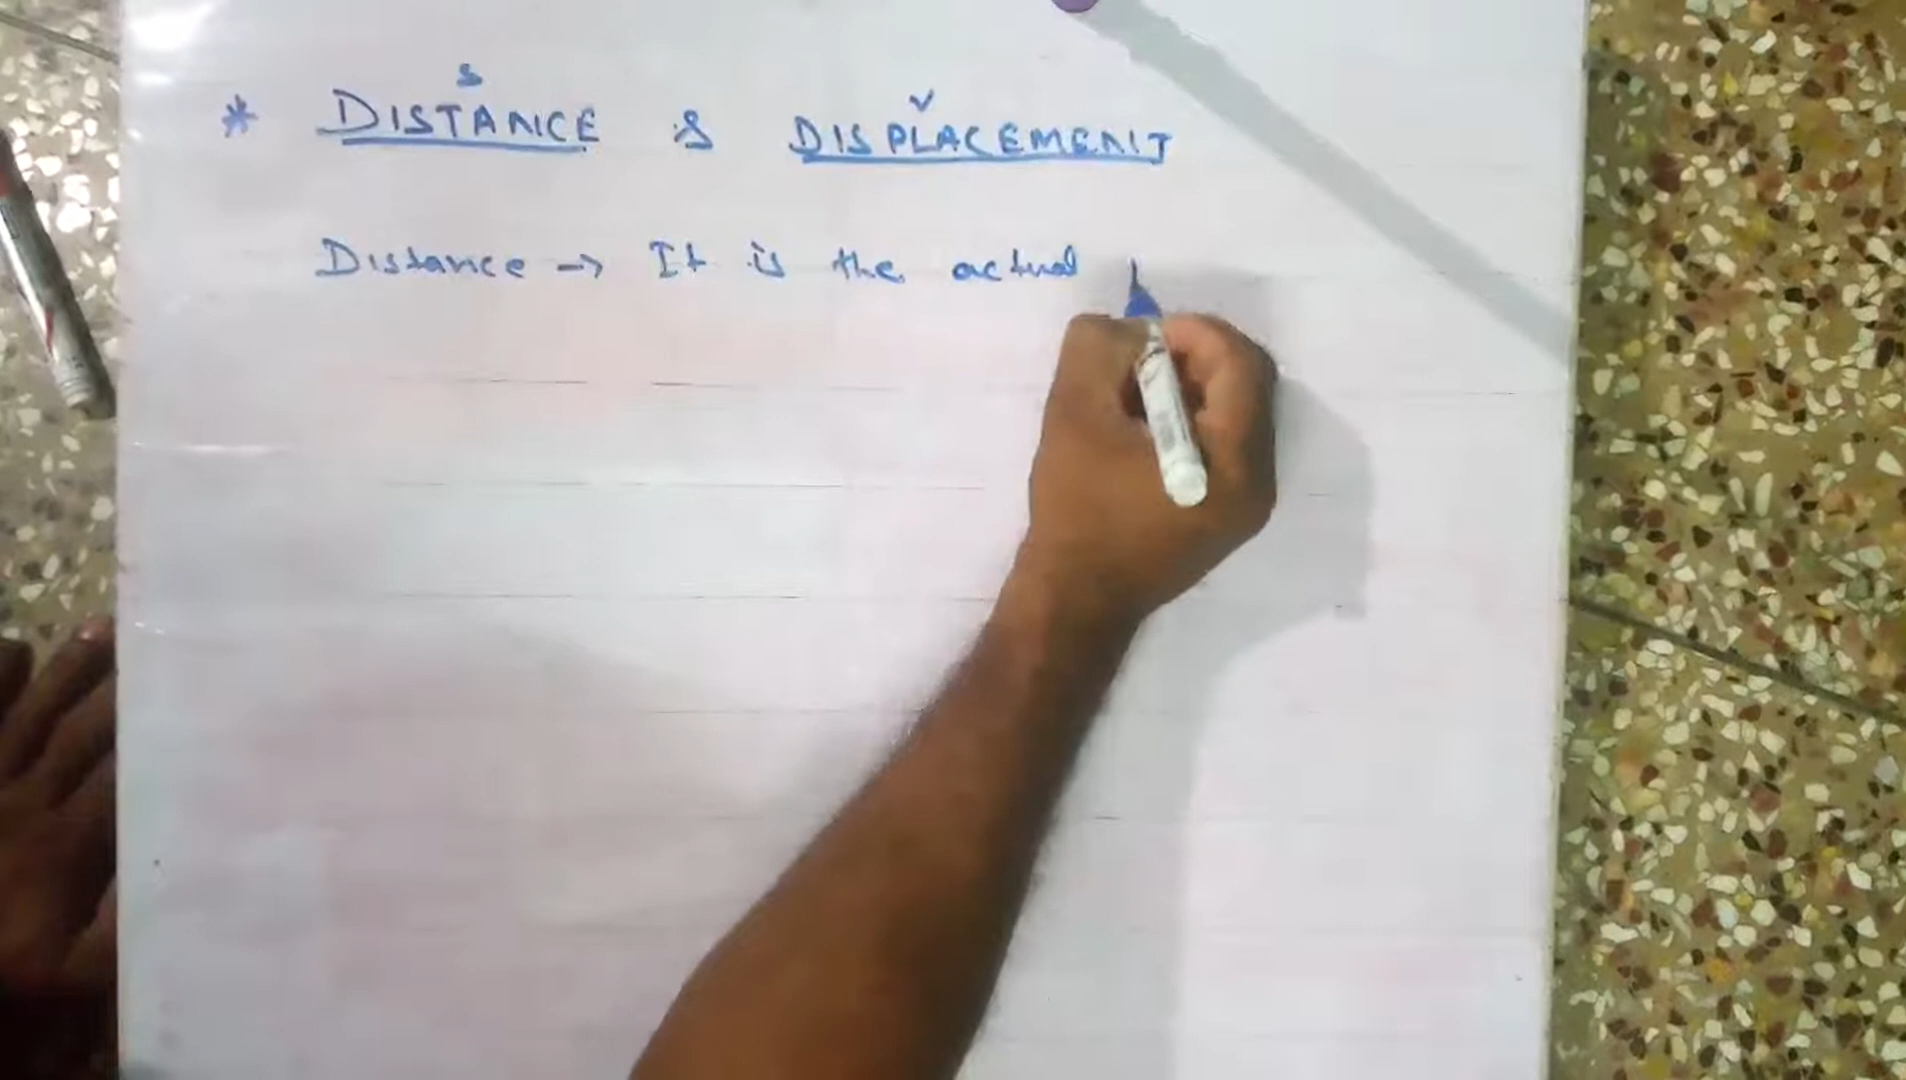 s v
* DISTANCE & DISPLACEMENT
Distance → It is the actual